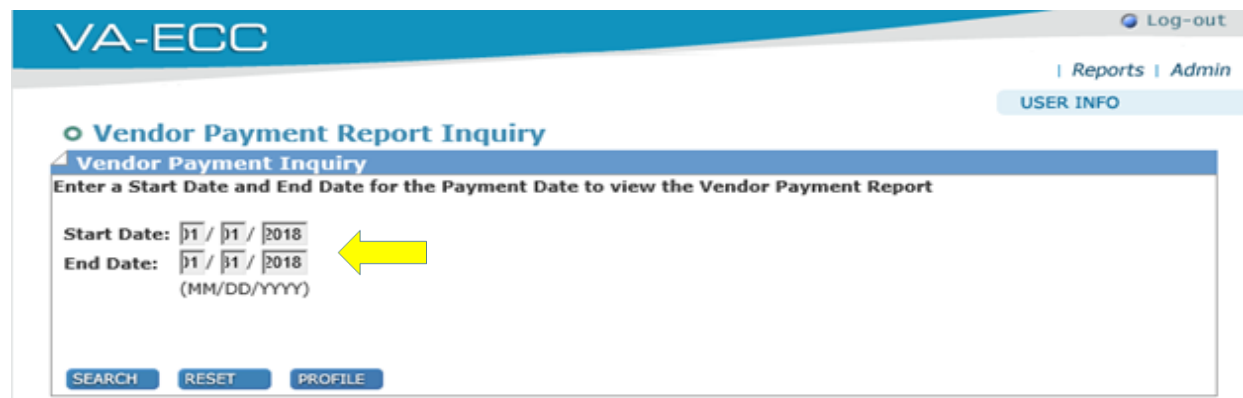 VA-ECC
Log-out
| Reports | Admin
USER INFO
Vendor Payment Report Inquiry
Vendor Payment Inquiry
Enter a Start Date and End Date for the Payment Date to view the Vendor Payment Report
Start Date: 01 / 01 / 2018
End Date: 01 / 31 / 2018
(MM/DD/YYYY)
SEARCH RESET PROFILE